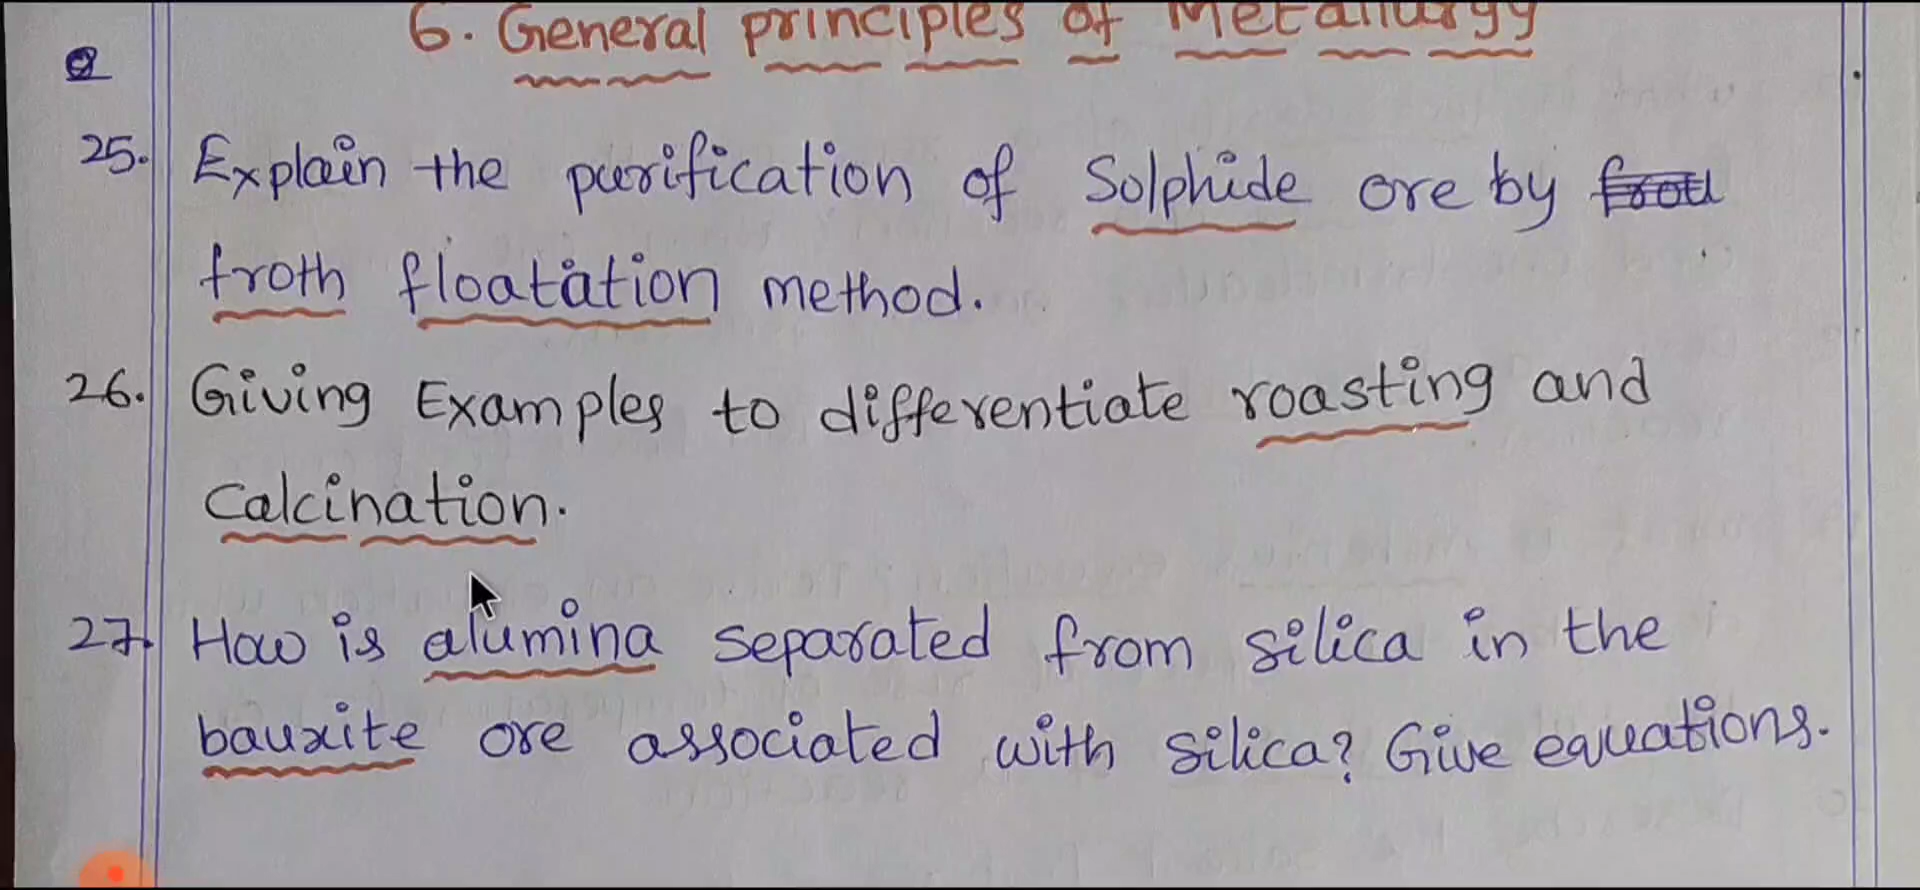 6. General principles of Metallurgy
Q
25. Explain the purification of Solphide ore by
froth floatation method.
26. Giving Examples to differentiate roasting and
Calcination.
27. How is alumina separated from silica in the
bauxite ore associated with silica? Give equations.